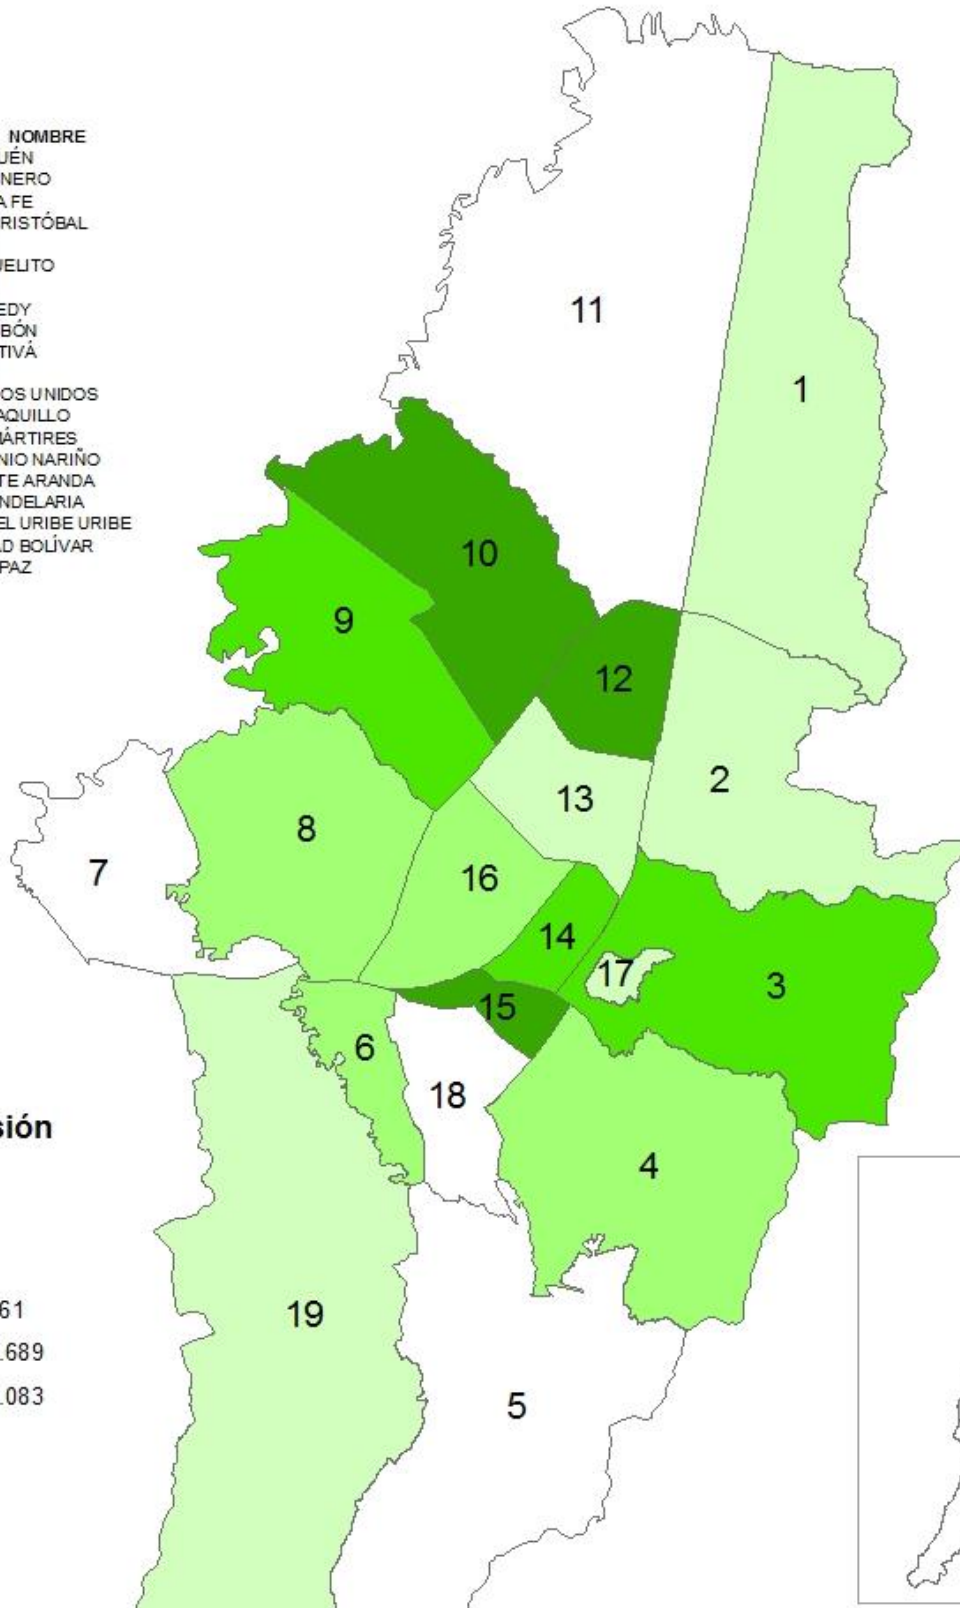 NOMBRE
UÉN
NERO
A FE
RISTÓBAL
UELITO
EDY
BÓN
TIVÁ
OS UNIDOS
AQUILLO
MÁRTIRES
NIO NARIÑO
TE ARANDA
NDELARIA
EL URIBE URIBE
AD BOLÍVAR
PAZ
11
1
10
9
12
2
13
8
7
16
14
17
3
15
6
18
sión
4
61
19
.689
.083
5